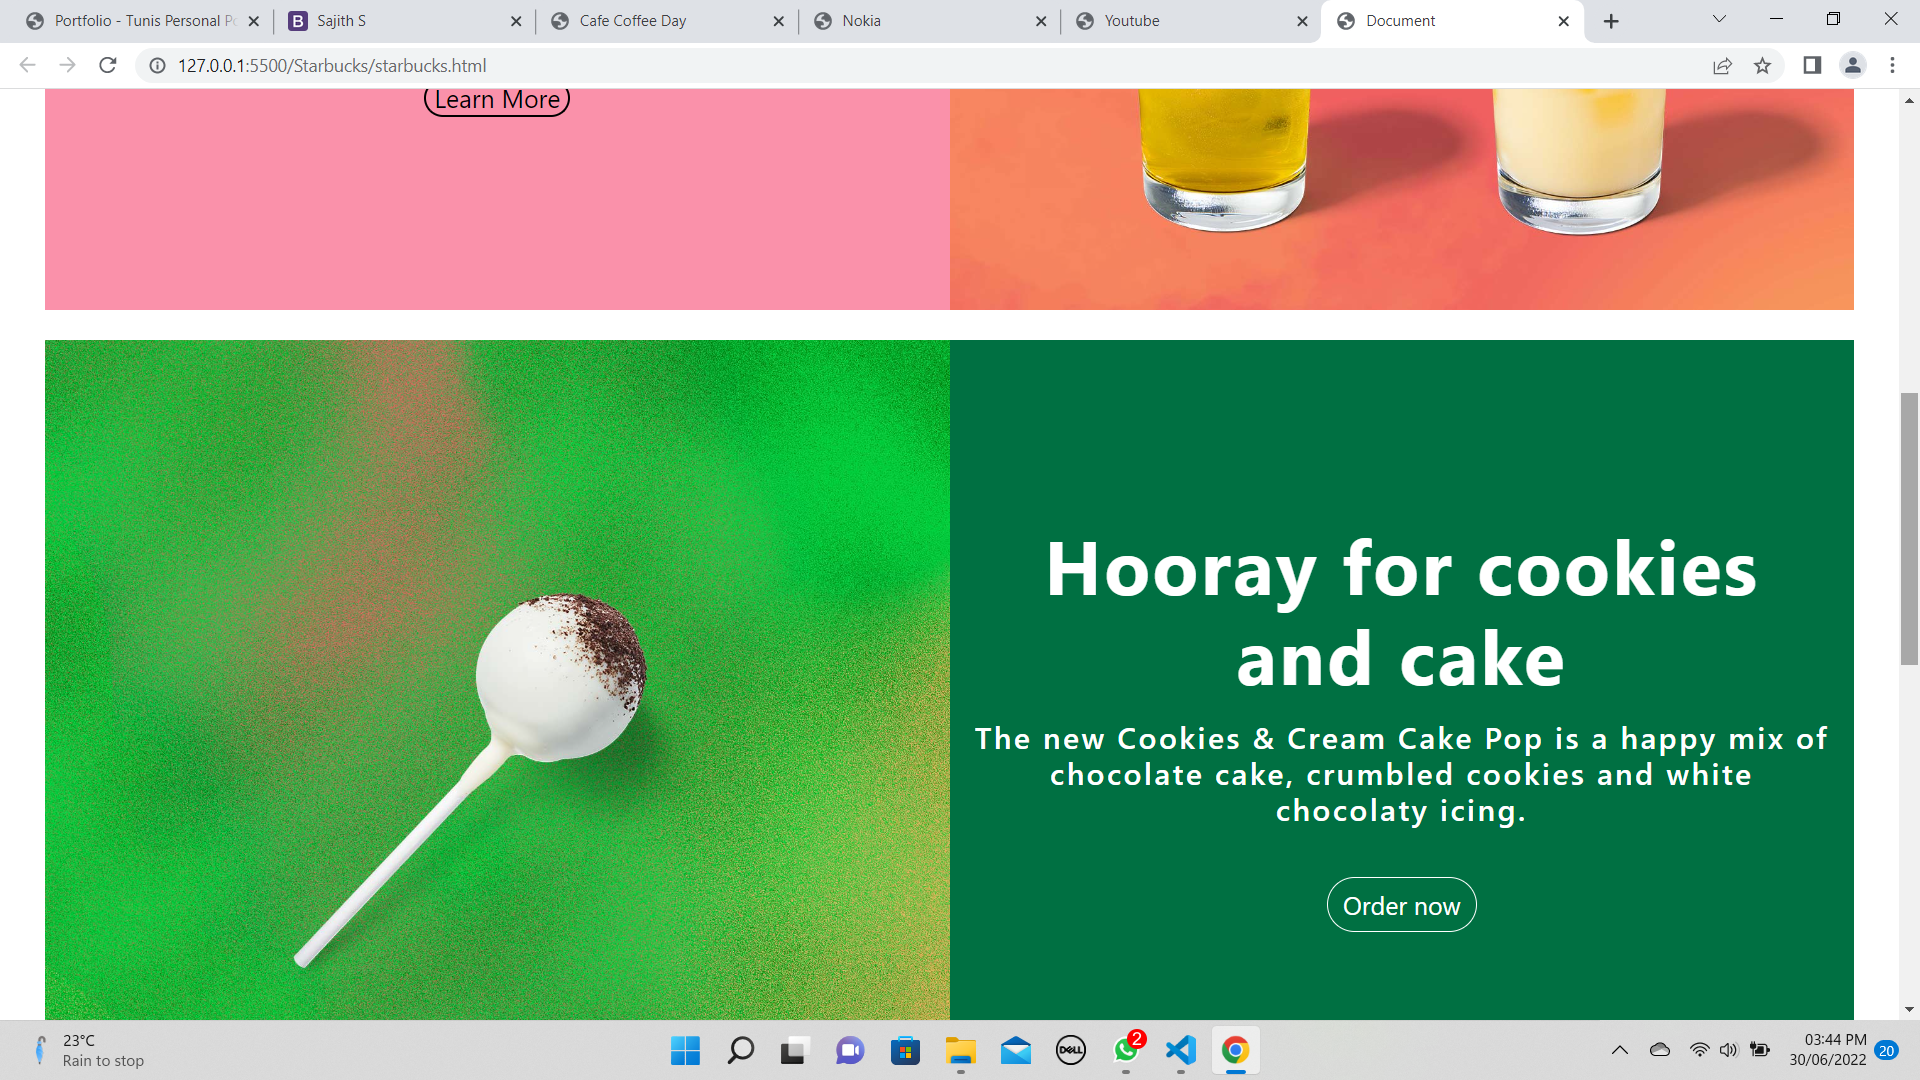 Portfolio - Tunis Personal Po
B Sajith S
Cafe Coffee Day
Nokia
Youtube
Document
127.0.0.1:5500/Starbucks/starbucks.html
Learn More
Hooray for cookies
and cake
The new Cookies & Cream Cake Pop is a happy mix of
chocolate cake, crumbled cookies and white
chocolaty icing.
Order now
23°C
Rain to stop
DELL
2
03:44 PM
30/06/2022
20